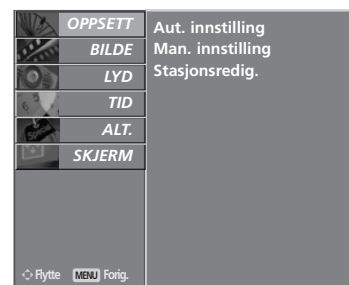 OPPSETT
BILDE
LYD
TID
ALT.
SKJERM
Aut. innstilling
Man. innstilling
Stasjonsredig.
Flytte MENU Forig.